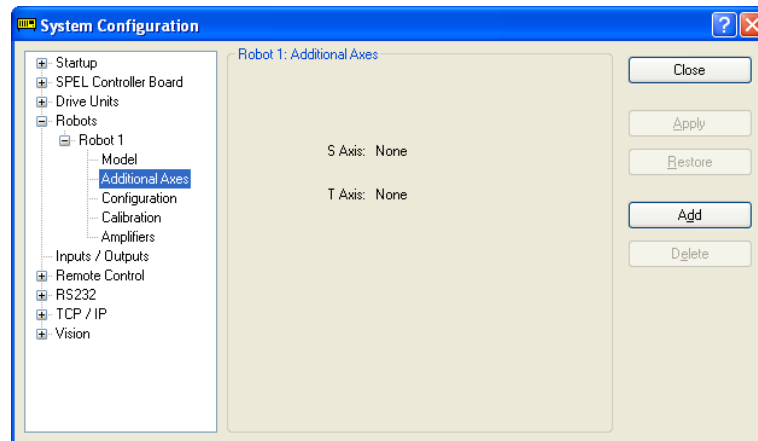 System Configuration
Startup
SPEL Controller Board
Drive Units
Robots
Robot 1
Model
Additional Axes
Configuration
Calibration
Amplifiers
Inputs / Outputs
Remote Control
RS232
TCP / IP
Vision
Robot 1: Additional Axes
S Axis: None
T Axis: None
Close
Apply
Restore
Add
Delete